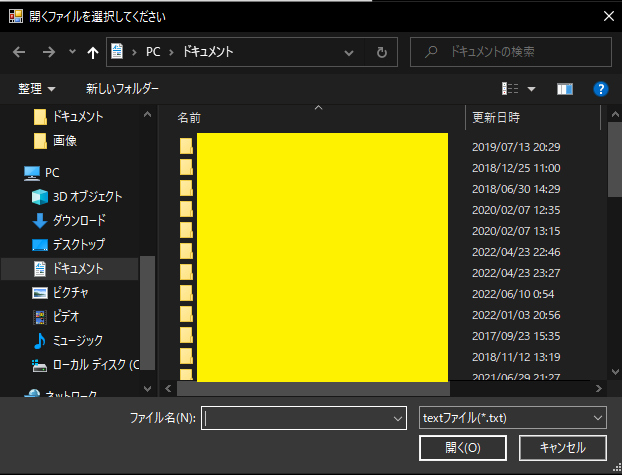 開くファイルを選択してください
PC ドキュメント
ドキュメントの検索
整理 新しいフォルダー
ドキュメント
画像
PC
3D オブジェクト
ダウンロード
デスクトップ
ドキュメント
ピクチャ
ビデオ
ミュージック
ローカル ディスク (C
ネットワーク
名前 更新日時
2019/07/13 20:29
2018/12/25 11:00
2018/06/30 14:29
2020/02/07 12:35
2020/02/07 13:15
2022/04/23 22:46
2022/04/23 23:27
2022/06/10 0:54
2022/01/03 20:56
2017/09/23 15:35
2018/11/12 13:19
2021/06/29 21:27
ファイル名(N):
textファイル(*.txt)
開く(O) キャンセル